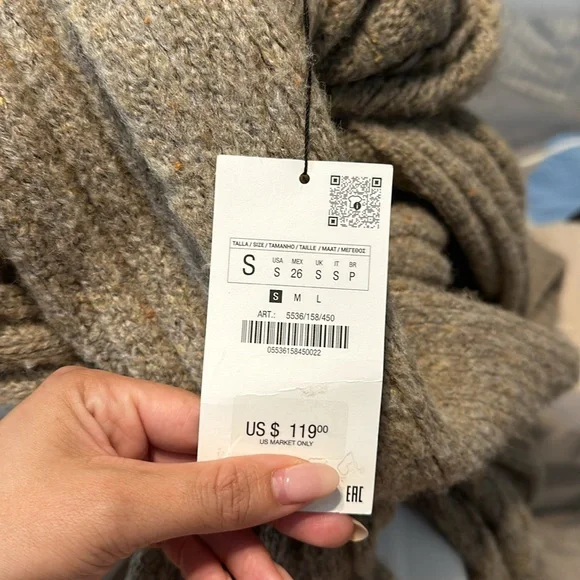 TALLA / SIZE / TAMANHO / TAILLE / MAAT / ΜΕΓΕΘΟΣ
S USA MEX UK IT BR
S 26 S S P
S M L
ART.: 5536/158/450
05536158450022
US $ 119.00
US MARKET ONLY
EAC